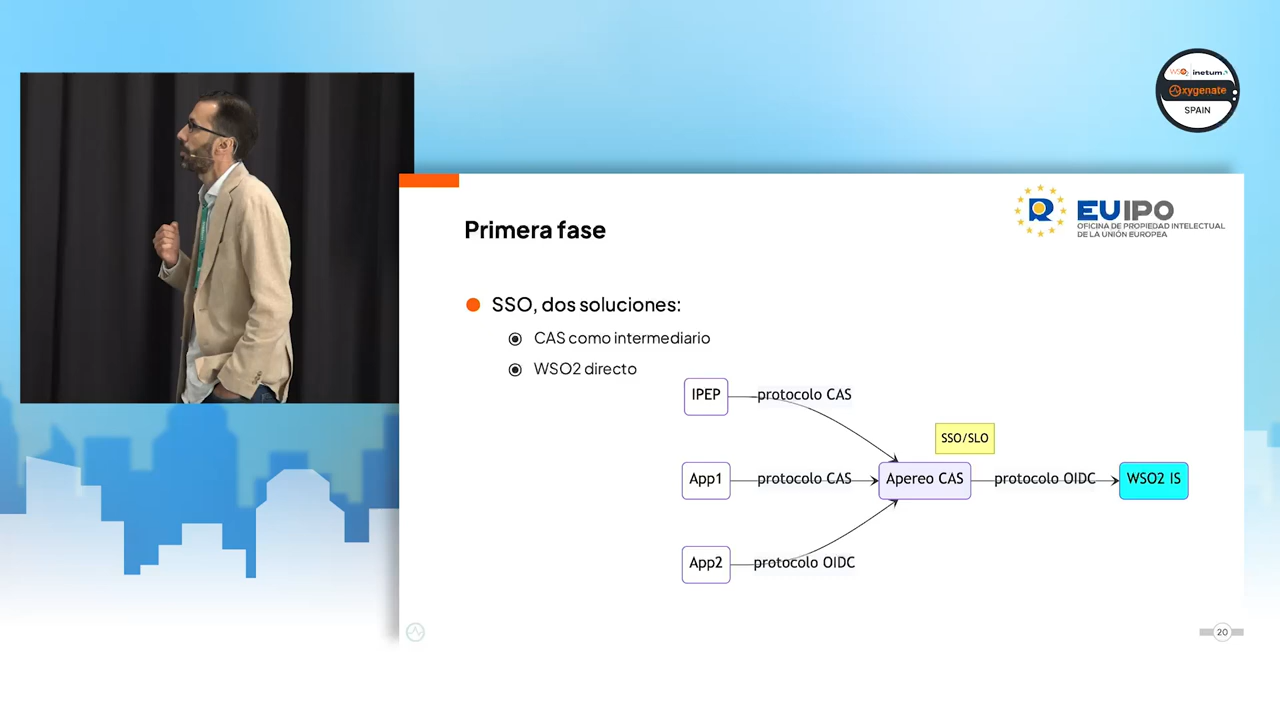 WSO2 inetum.
Oxygenate
SPAIN
EUIPO
OFICINA DE PROPIEDAD INTELECTUAL
DE LA UNIÓN EUROPEA
Primera fase
SSO, dos soluciones:
CAS como intermediario
WSO2 directo
IPEP
protocolo CAS
SSO/SLO
App1
protocolo CAS
Apereo CAS
protocolo OIDC
WSO2 IS
App2
protocolo OIDC
20